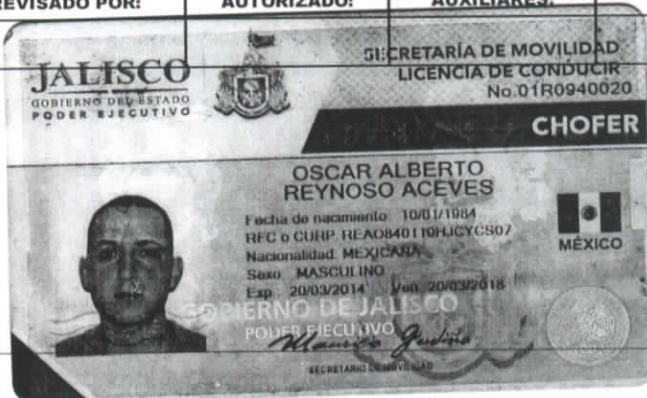 REVISADO POR: AUTORIZADO: AUXILIARES:
JALISCO
GOBIERNO DEL ESTADO
PODER EJECUTIVO
SECRETARÍA DE MOVILIDAD
LICENCIA DE CONDUCIR
No.01R0940020
CHOFER
OSCAR ALBERTO
REYNOSO ACEVES
Fecha de nacimiento 10/01/1984
RFC o CURP. REAO840110HJCYCS07
Nacionalidad. MEXICANA
Sexo MASCULINO
Exp. 20/03/2014 Ven. 20/03/2018
MÉXICO
GOBIERNO DE JALISCO
PODER EJECUTIVO
SECRETARIO DE MOVILIDAD